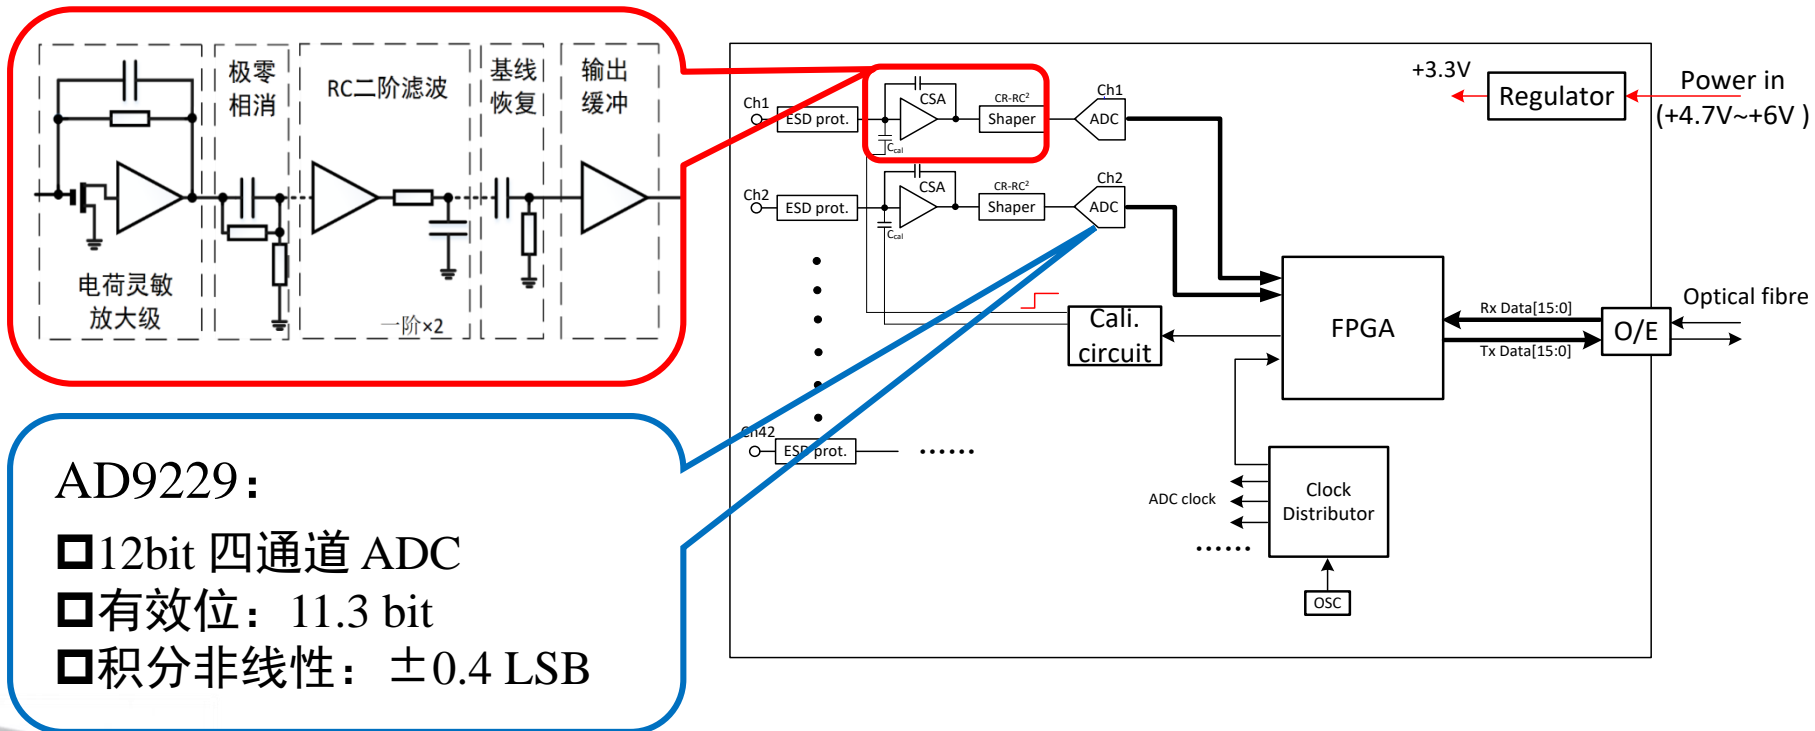 极零
相消
RC二阶滤波
基线
恢复
输出
缓冲
电荷灵敏
放大级
一阶×2
AD9229：
12bit 四通道 ADC
有效位：11.3 bit
积分非线性：±0.4 LSB
Ch1
ESD prot.
CSA
Ccal
CR-RC²
Shaper
Ch1
ADC
Ch2
ESD prot.
CSA
Ccal
CR-RC²
Shaper
Ch2
ADC
Ch42
ESD prot.
......
+3.3V
Regulator
Power in
(+4.7V~+6V )
Cali.
circuit
FPGA
Rx Data[15:0]
Tx Data[15:0]
O/E
Optical fibre
ADC clock
......
Clock
Distributor
OSC